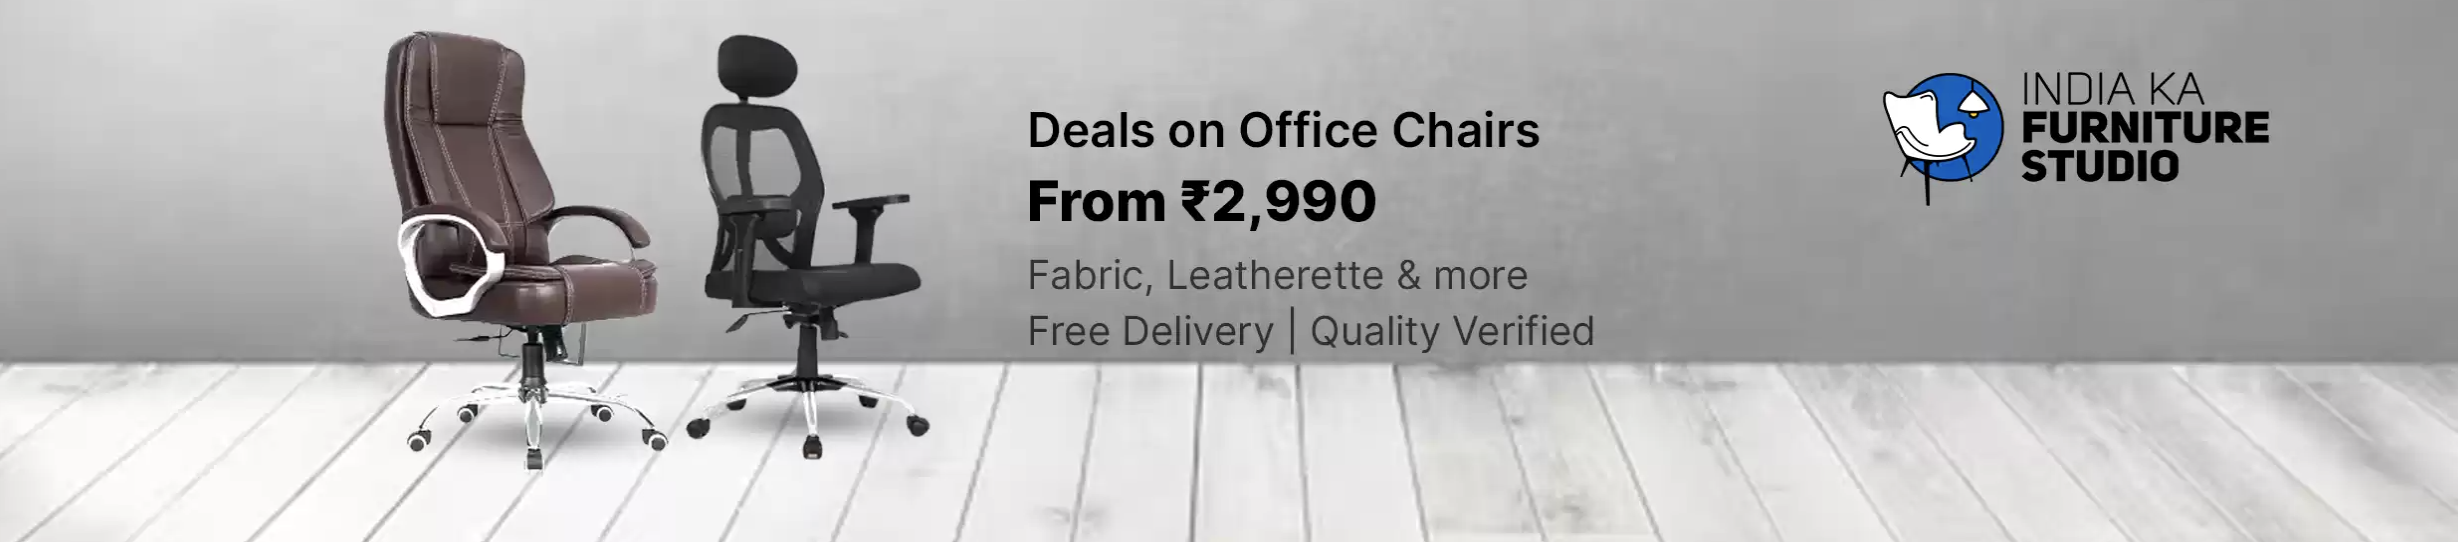 Deals on Office Chairs
From ₹2,990
Fabric, Leatherette & more
Free Delivery | Quality Verified
INDIA KA
FURNITURE
STUDIO